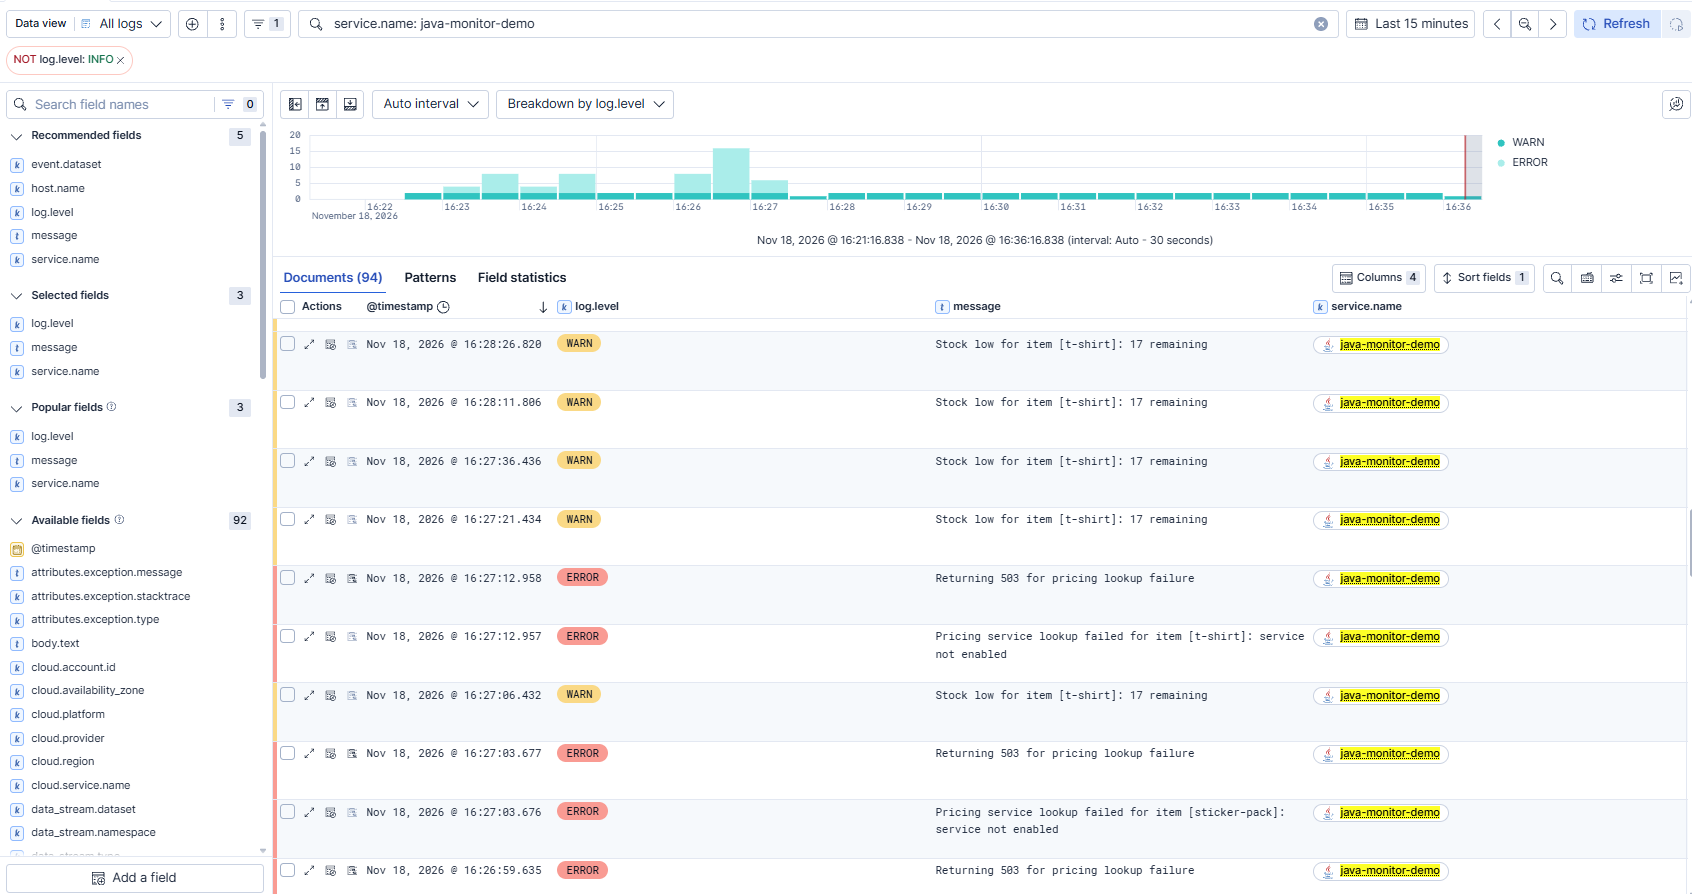 Data view All logs 1 service.name: java-monitor-demo Last 15 minutes Refresh
NOT log.level: INFO
Search field names 0
Auto interval Breakdown by log.level
Recommended fields 5
event.dataset
host.name
log.level
message
service.name
Selected fields 3
log.level
message
service.name
Popular fields 3
log.level
message
service.name
Available fields 92
@timestamp
attributes.exception.message
attributes.exception.stacktrace
attributes.exception.type
body.text
cloud.account.id
cloud.availability_zone
cloud.platform
cloud.provider
cloud.region
cloud.service.name
data_stream.dataset
data_stream.namespace
data_stream.type
Add a field
20
15
10
5
0
16:22 16:23 16:24 16:25 16:26 16:27 16:28 16:29 16:30 16:31 16:32 16:33 16:34 16:35 16:36
November 18, 2026
WARN
ERROR
Nov 18, 2026 @ 16:21:16.838 - Nov 18, 2026 @ 16:36:16.838 (interval: Auto - 30 seconds)
Documents (94) Patterns Field statistics Columns 4 Sort fields 1
Actions @timestamp log.level message service.name
Nov 18, 2026 @ 16:28:26.820 WARN Stock low for item [t-shirt]: 17 remaining java-monitor-demo
Nov 18, 2026 @ 16:28:11.806 WARN Stock low for item [t-shirt]: 17 remaining java-monitor-demo
Nov 18, 2026 @ 16:27:36.436 WARN Stock low for item [t-shirt]: 17 remaining java-monitor-demo
Nov 18, 2026 @ 16:27:21.434 WARN Stock low for item [t-shirt]: 17 remaining java-monitor-demo
Nov 18, 2026 @ 16:27:12.958 ERROR Returning 503 for pricing lookup failure java-monitor-demo
Nov 18, 2026 @ 16:27:12.957 ERROR Pricing service lookup failed for item [t-shirt]: service java-monitor-demo
not enabled
Nov 18, 2026 @ 16:27:06.432 WARN Stock low for item [t-shirt]: 17 remaining java-monitor-demo
Nov 18, 2026 @ 16:27:03.677 ERROR Returning 503 for pricing lookup failure java-monitor-demo
Nov 18, 2026 @ 16:27:03.676 ERROR Pricing service lookup failed for item [sticker-pack]: java-monitor-demo
service not enabled
Nov 18, 2026 @ 16:26:59.635 ERROR Returning 503 for pricing lookup failure java-monitor-demo